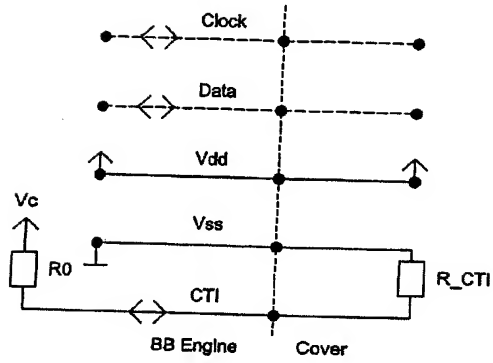 Clock
Data
Vdd
Vc
Vss
R0
R_CTI
CTI
BB Engine
Cover